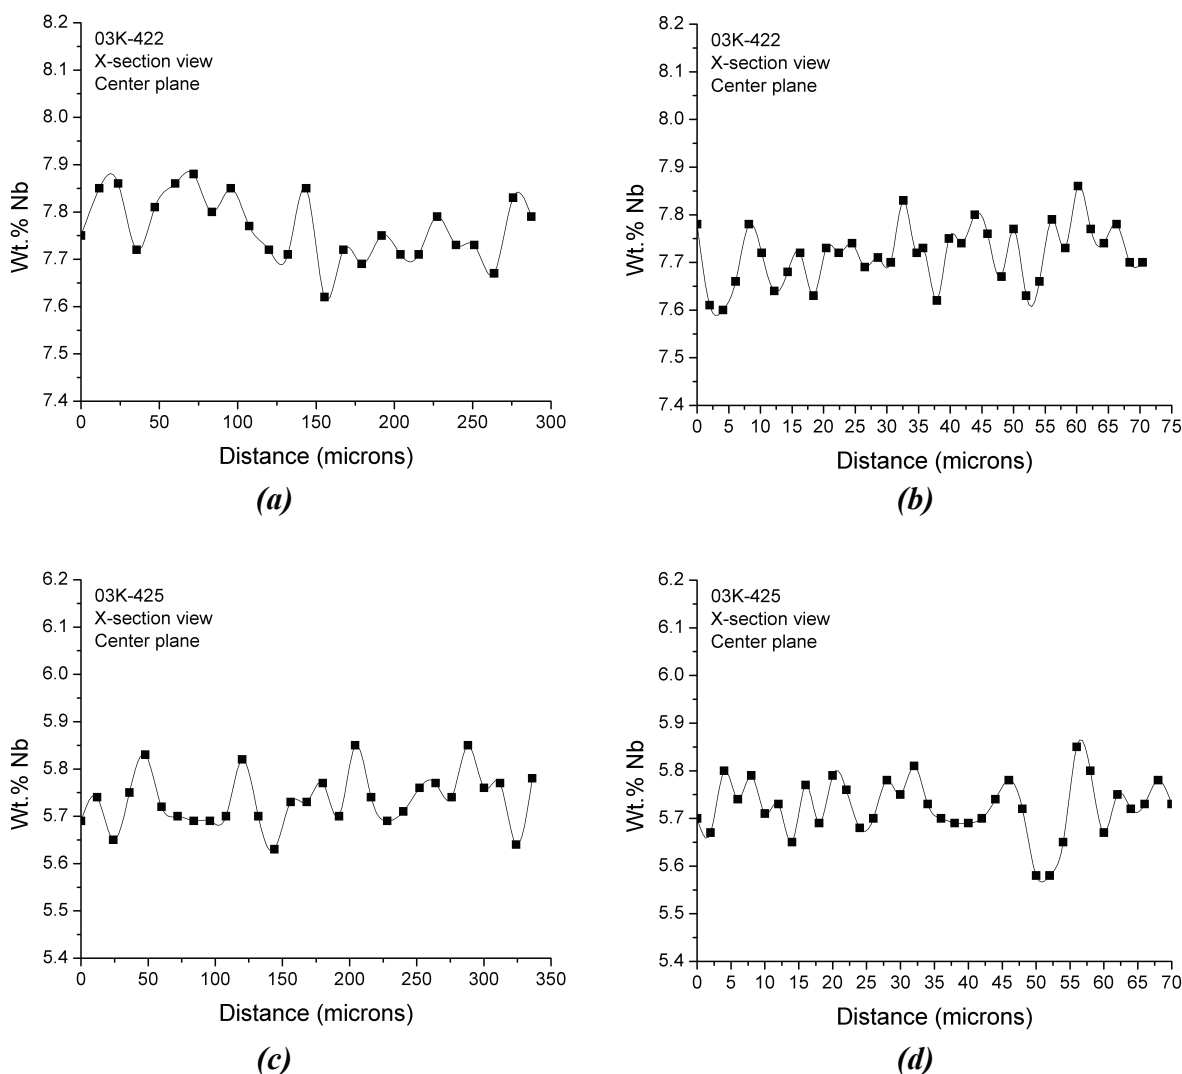 03K-422
X-section view
Center plane
Wt.% Nb
8.2
8.1
8.0
7.9
7.8
7.7
7.6
7.5
7.4
0 50 100 150 200 250 300
Distance (microns)
(a)
03K-422
X-section view
Center plane
Wt.% Nb
8.2
8.1
8.0
7.9
7.8
7.7
7.6
7.5
7.4
0 5 10 15 20 25 30 35 40 45 50 55 60 65 70 75
Distance (microns)
(b)
03K-425
X-section view
Center plane
Wt.% Nb
6.2
6.1
6.0
5.9
5.8
5.7
5.6
5.5
5.4
0 50 100 150 200 250 300 350
Distance (microns)
(c)
03K-425
X-section view
Center plane
Wt.% Nb
6.2
6.1
6.0
5.9
5.8
5.7
5.6
5.5
5.4
0 5 10 15 20 25 30 35 40 45 50 55 60 65 70
Distance (microns)
(d)